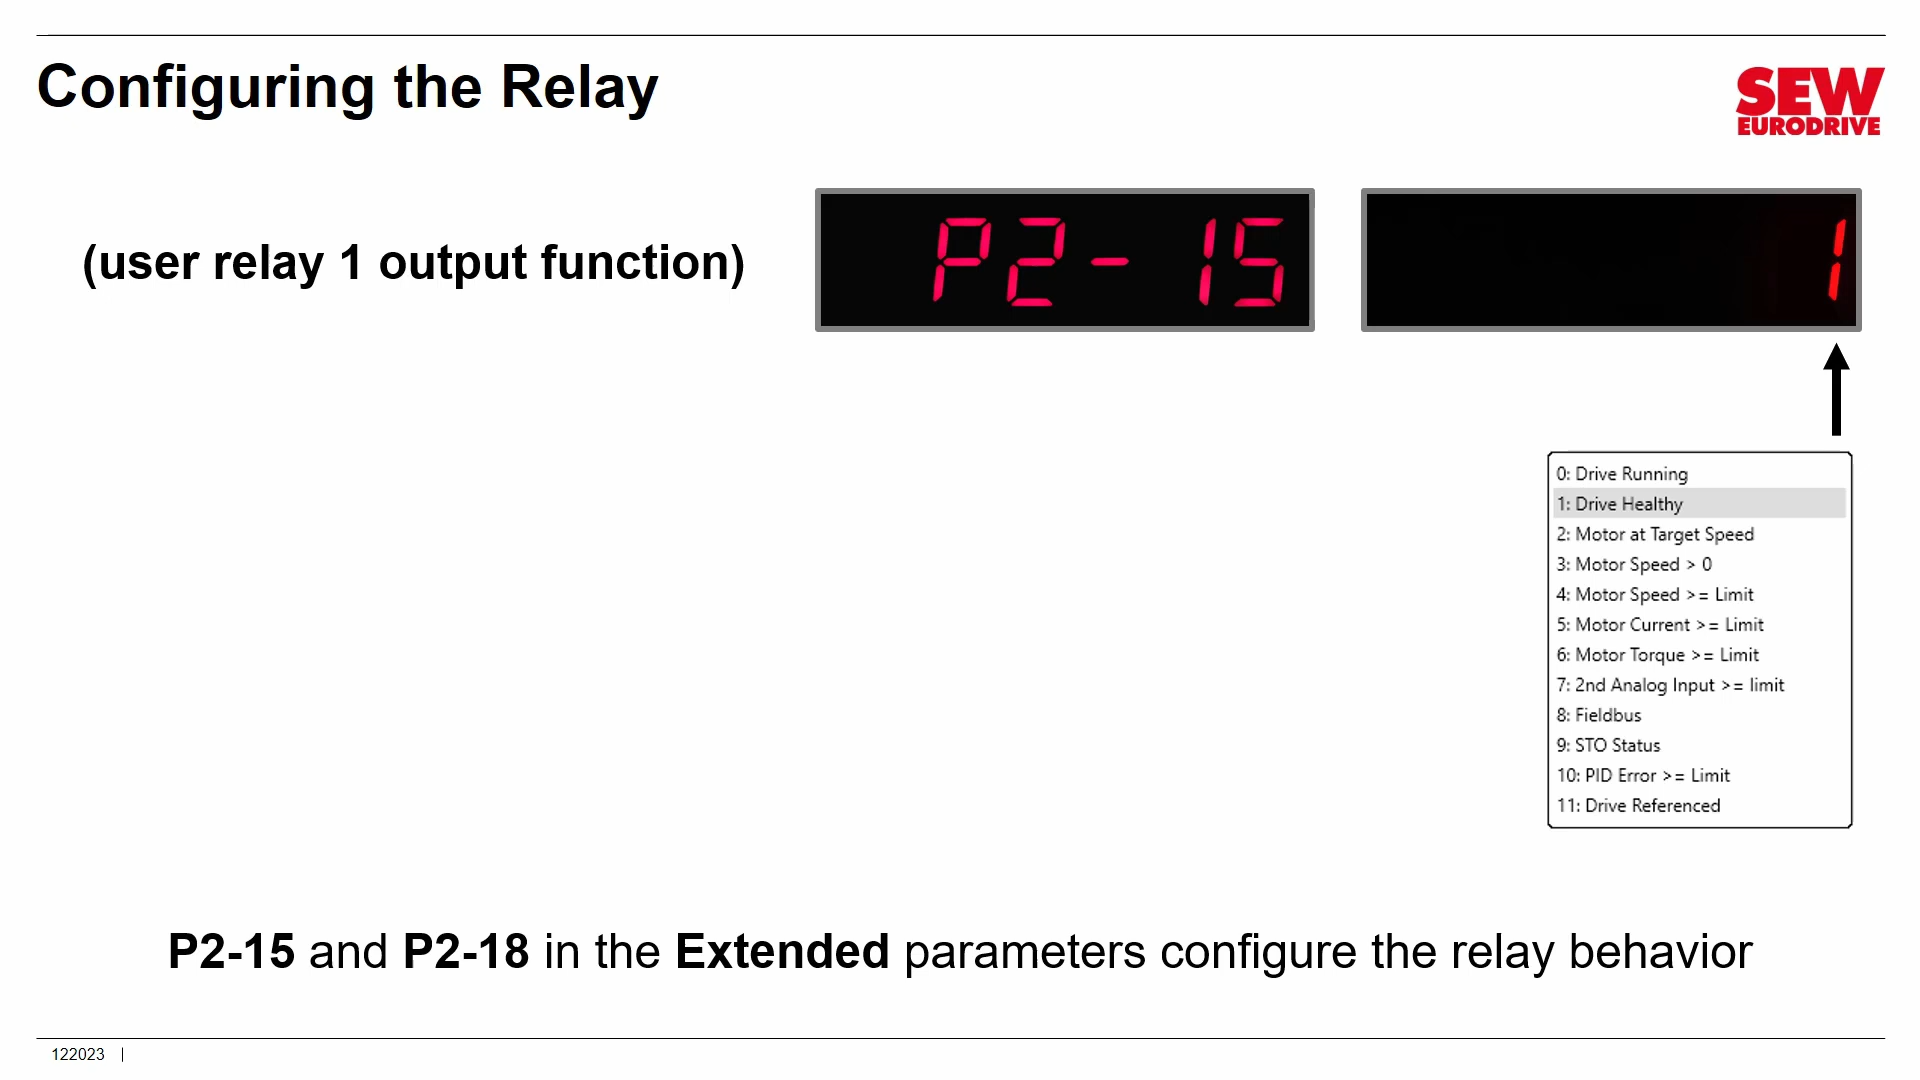 Configuring the Relay
SEW
EURODRIVE
(user relay 1 output function)
P2-15
1
0: Drive Running
1: Drive Healthy
2: Motor at Target Speed
3: Motor Speed > 0
4: Motor Speed >= Limit
5: Motor Current >= Limit
6: Motor Torque >= Limit
7: 2nd Analog Input >= limit
8: Fieldbus
9: STO Status
10: PID Error >= Limit
11: Drive Referenced
P2-15 and P2-18 in the Extended parameters configure the relay behavior
122023 |